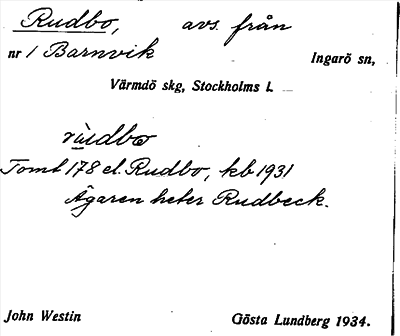 Rudbo, avs. från
nr 1 Barnvik Ingarö sn,
Värmdö skg, Stockholms l.
rùdbo
Tomt 178 el. Rudbo, kb 1931
Ägaren heter Rudbeck.
John Westin Gösta Lundberg 1934.